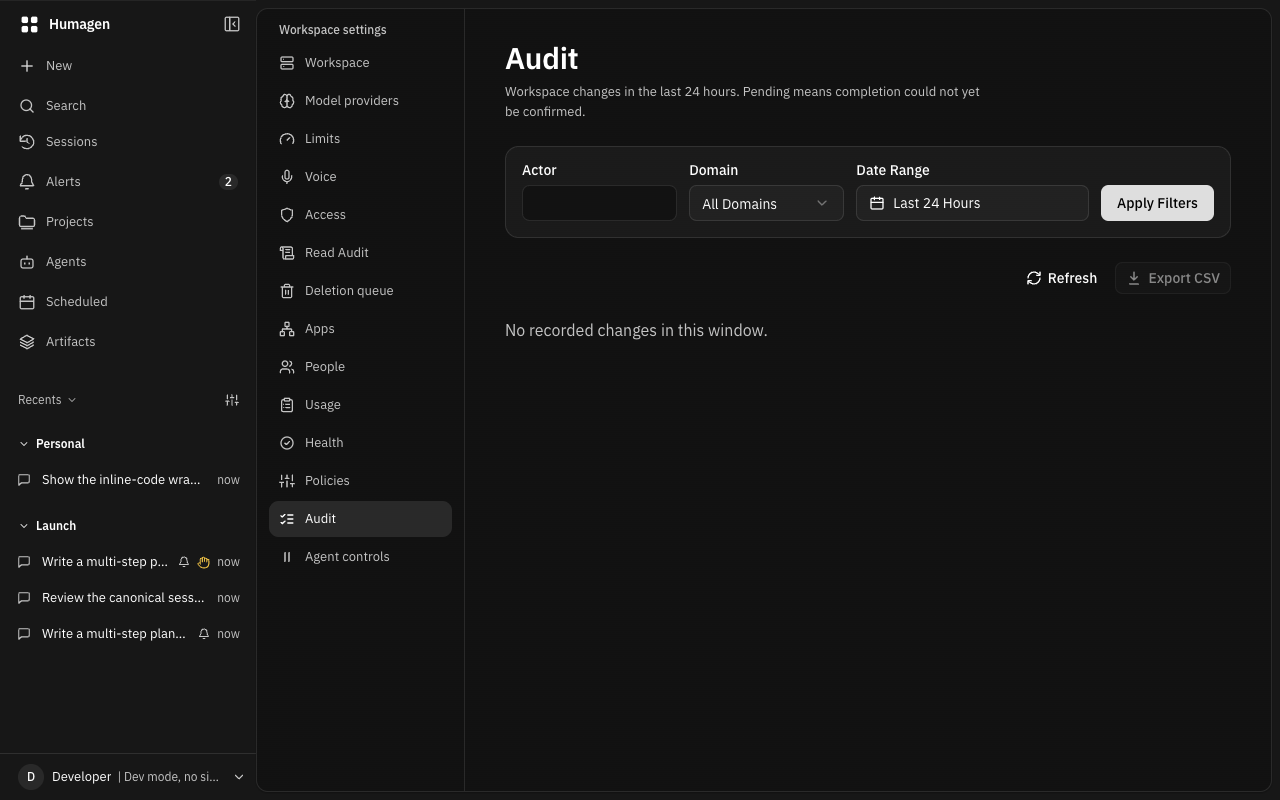 Humagen
New
Search
Sessions
Alerts 2
Projects
Agents
Scheduled
Artifacts
Recents
Personal
Show the inline-code wra... now
Launch
Write a multi-step p... now
Review the canonical sess... now
Write a multi-step plan... now
D Developer | Dev mode, no si...
Workspace settings
Workspace
Model providers
Limits
Voice
Access
Read Audit
Deletion queue
Apps
People
Usage
Health
Policies
Audit
Agent controls
Audit
Workspace changes in the last 24 hours. Pending means completion could not yet
be confirmed.
Actor Domain Date Range
All Domains Last 24 Hours Apply Filters
Refresh Export CSV
No recorded changes in this window.